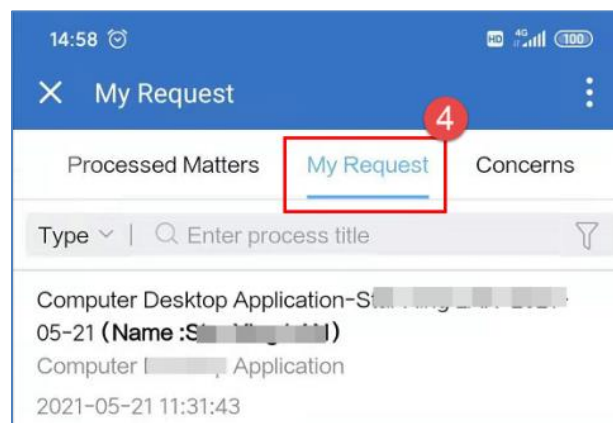 14:58
HD 4G 100
My Request
4
Processed Matters My Request Concerns
Type Enter process title
Computer Desktop Application-
05-21 (Name :
Computer Application
2021-05-21 11:31:43